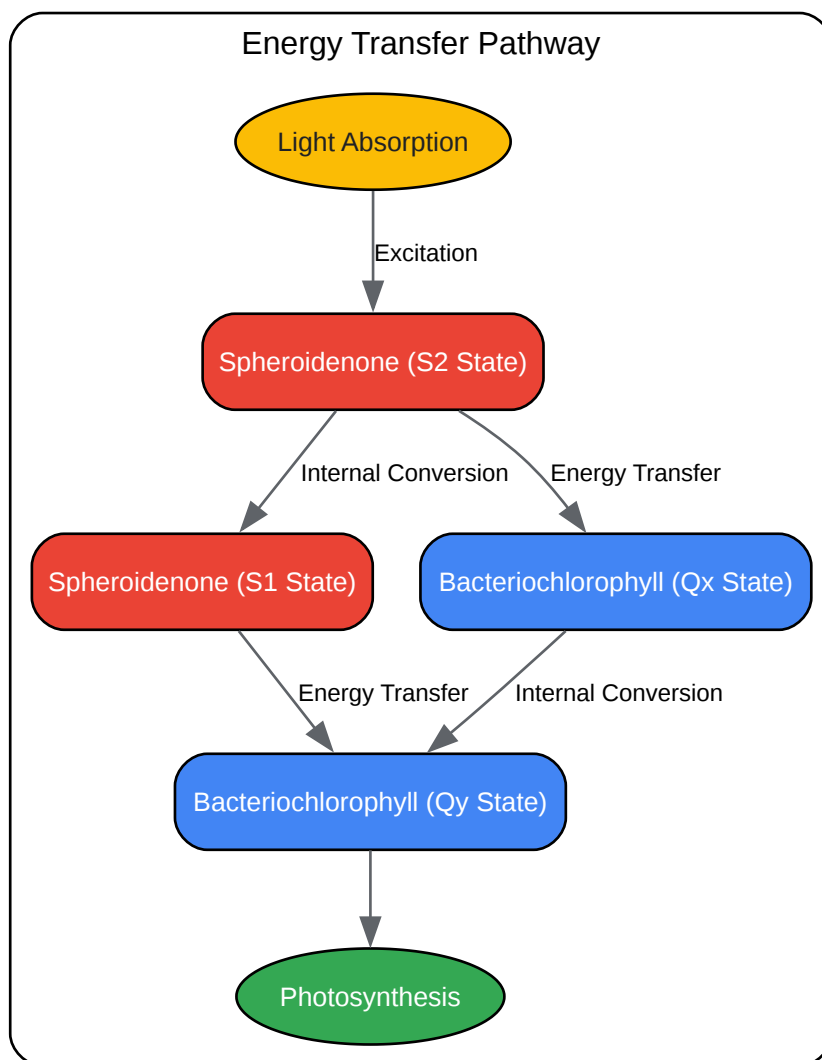 Energy Transfer Pathway
Light Absorption
Excitation
Spheroidenone (S2 State)
Internal Conversion
Energy Transfer
Spheroidenone (S1 State)
Bacteriochlorophyll (Qx State)
Energy Transfer
Internal Conversion
Bacteriochlorophyll (Qy State)
Photosynthesis